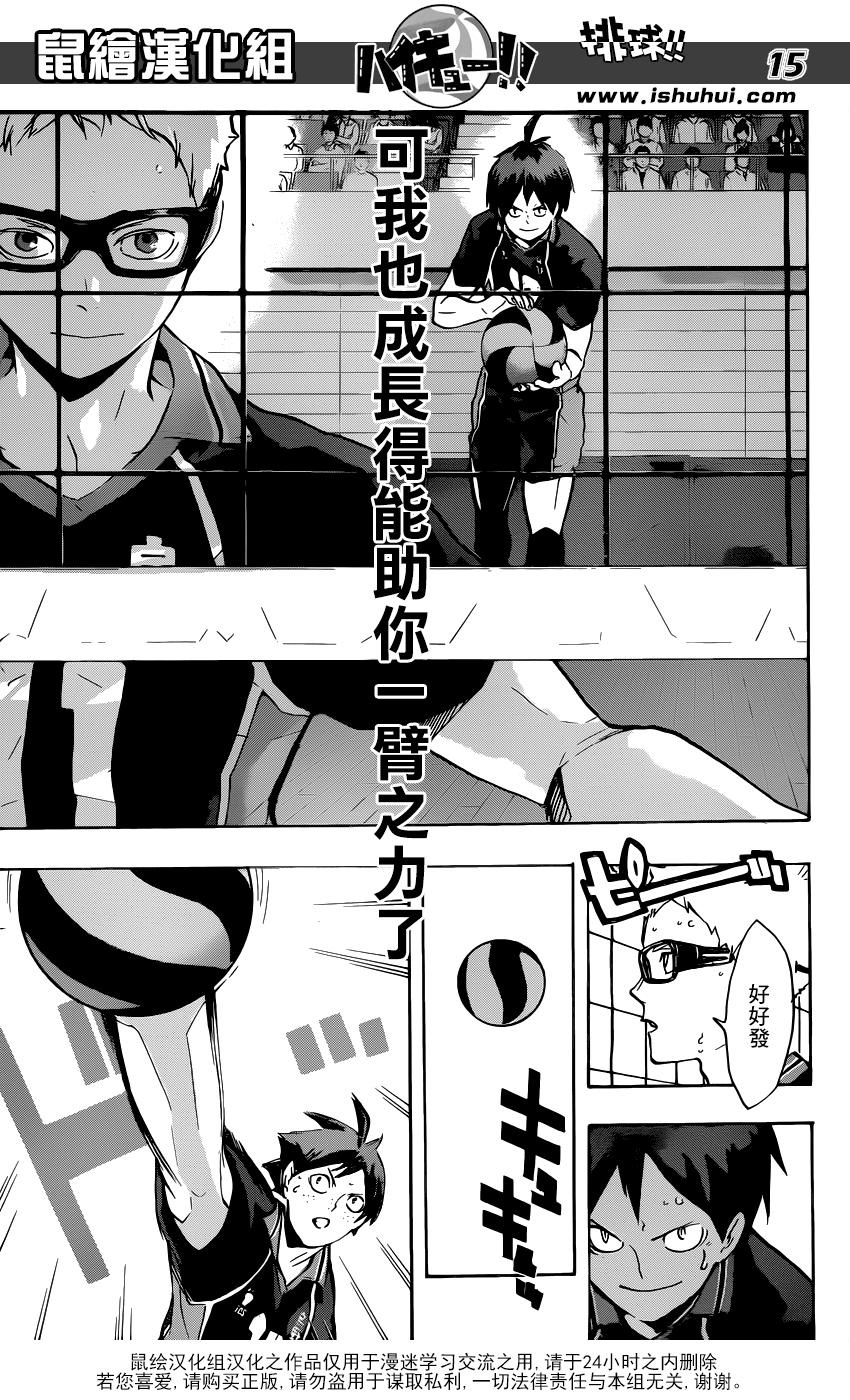 鼠繪漢化組
ハイキュー!!
排球!!
15
www.ishuhui.com
可我也成長得能助你一臂之力了
ピーッ
好好發
キュッ
ド
鼠绘汉化组汉化之作品仅用于漫迷学习交流之用,请于24小时之内删除
若您喜爱,请购买正版,请勿盗用于谋取私利,一切法律责任与本组无关,谢谢。